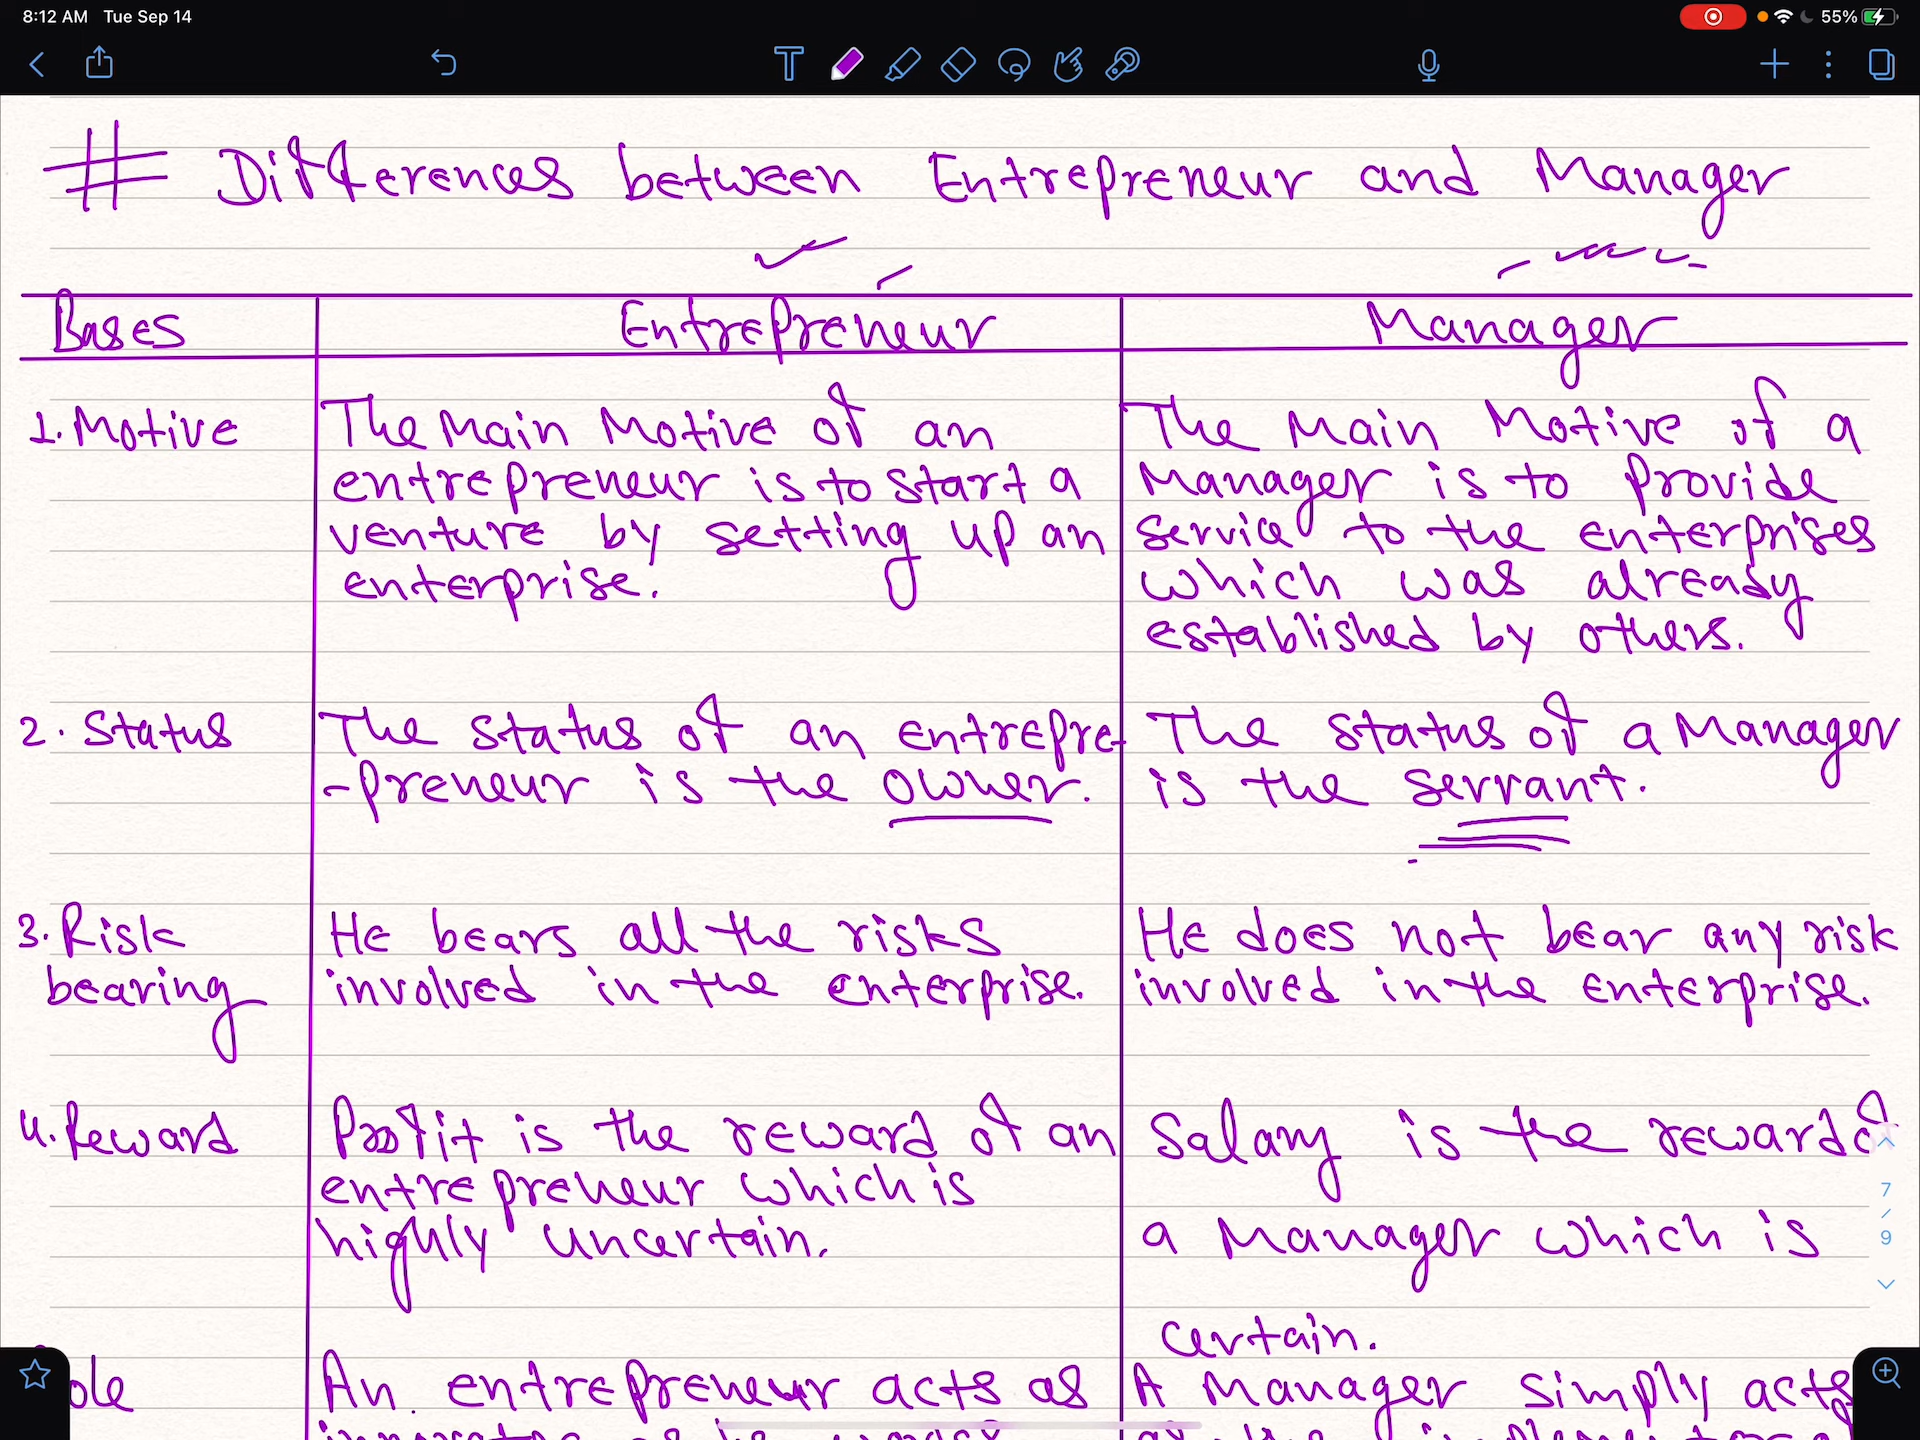 8:12 AM Tue Sep 14
55%
# Differences between Entrepreneur and Manager
Bases Entrepreneur Manager
1. Motive
The Main Motive of an
entrepreneur is to start a
venture by setting up an
enterprise.
The Main Motive of a
Manager is to provide
service to the enterprises
which was already
established by others.
2. Status
The status of an entrepre-
-preneur is the owner.
The status of a Manager
is the servant.
3. Risk
bearing
He bears all the risks
involved in the enterprise.
He does not bear any risk
involved in the enterprise.
4. Reward
Profit is the reward of an
entrepreneur which is
highly uncertain.
Salary is the reward of
a Manager which is
certain.
ole
An entrepreneur acts as
A Manager simply acts
7
/
9